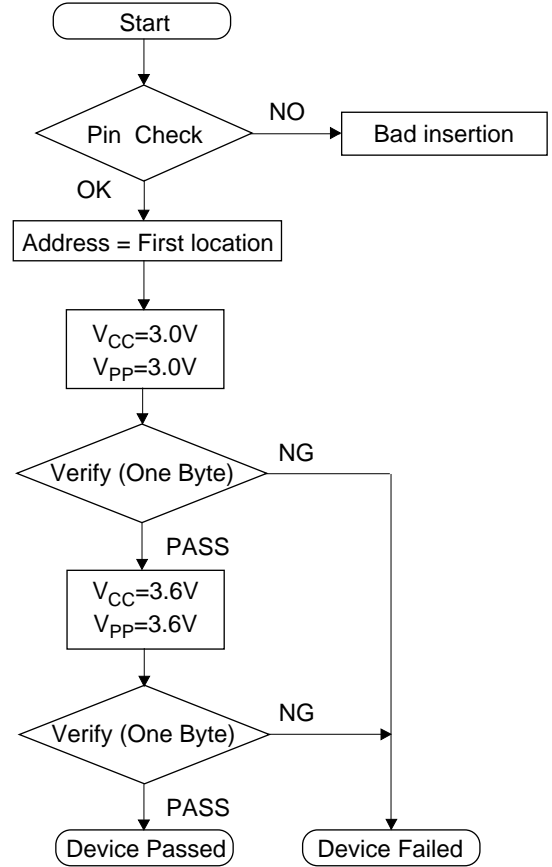 Start
Pin Check
NO
Bad insertion
OK
Address = First location
VCC=3.0V
VPP=3.0V
Verify (One Byte)
NG
PASS
VCC=3.6V
VPP=3.6V
Verify (One Byte)
NG
PASS
Device Passed
Device Failed